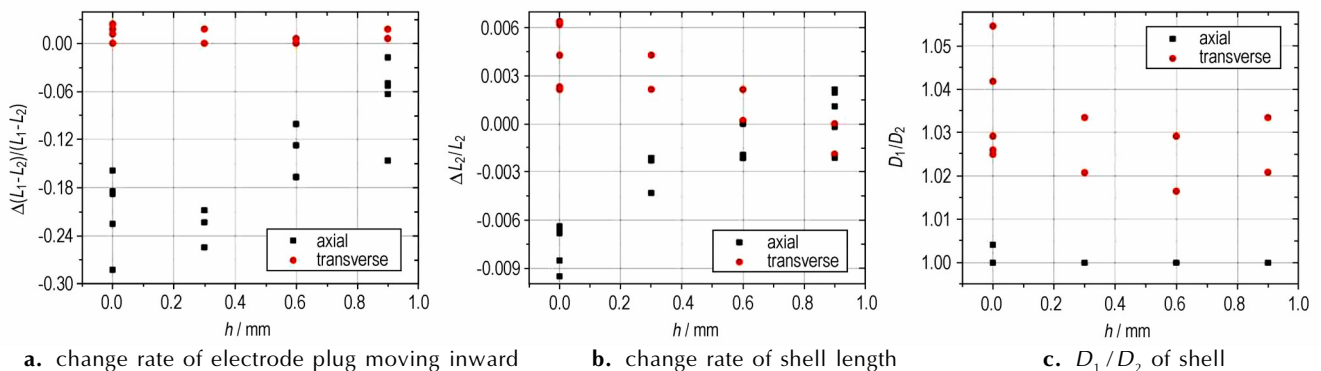 0.00
-0.06
-0.12
-0.18
-0.24
-0.30
Δ(L₁-L₂)/(L₁-L₂)
axial
transverse
0.0 0.2 0.4 0.6 0.8 1.0
h / mm
a. change rate of electrode plug moving inward
0.006
0.003
0.000
-0.003
-0.006
-0.009
ΔL₂/L₂
axial
transverse
0.0 0.2 0.4 0.6 0.8 1.0
h / mm
b. change rate of shell length
1.05
1.04
1.03
1.02
1.01
1.00
D₁/D₂
axial
transverse
0.0 0.2 0.4 0.6 0.8 1.0
h / mm
c. D₁/D₂ of shell